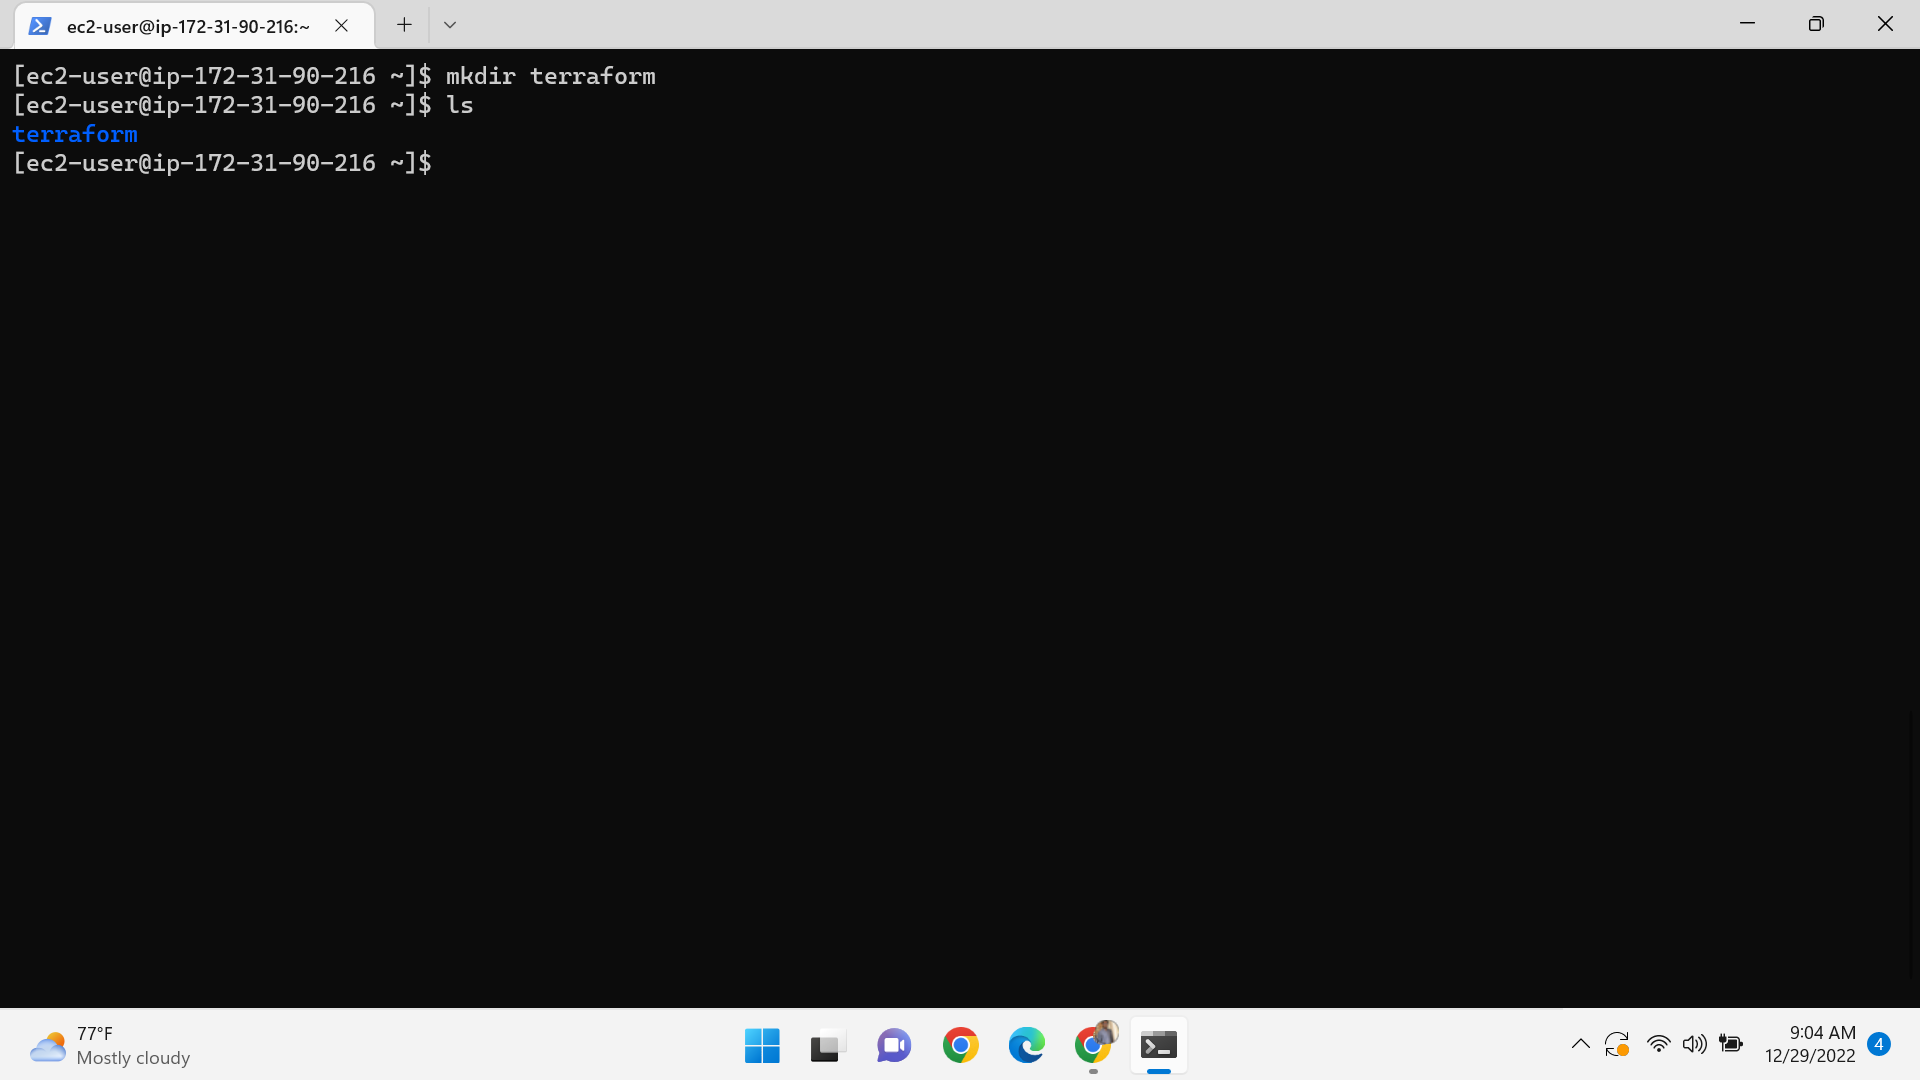 ec2-user@ip-172-31-90-216:~
[ec2-user@ip-172-31-90-216 ~]$ mkdir terraform
[ec2-user@ip-172-31-90-216 ~]$ ls
terraform
[ec2-user@ip-172-31-90-216 ~]$
77°F
Mostly cloudy
9:04 AM
12/29/2022
4